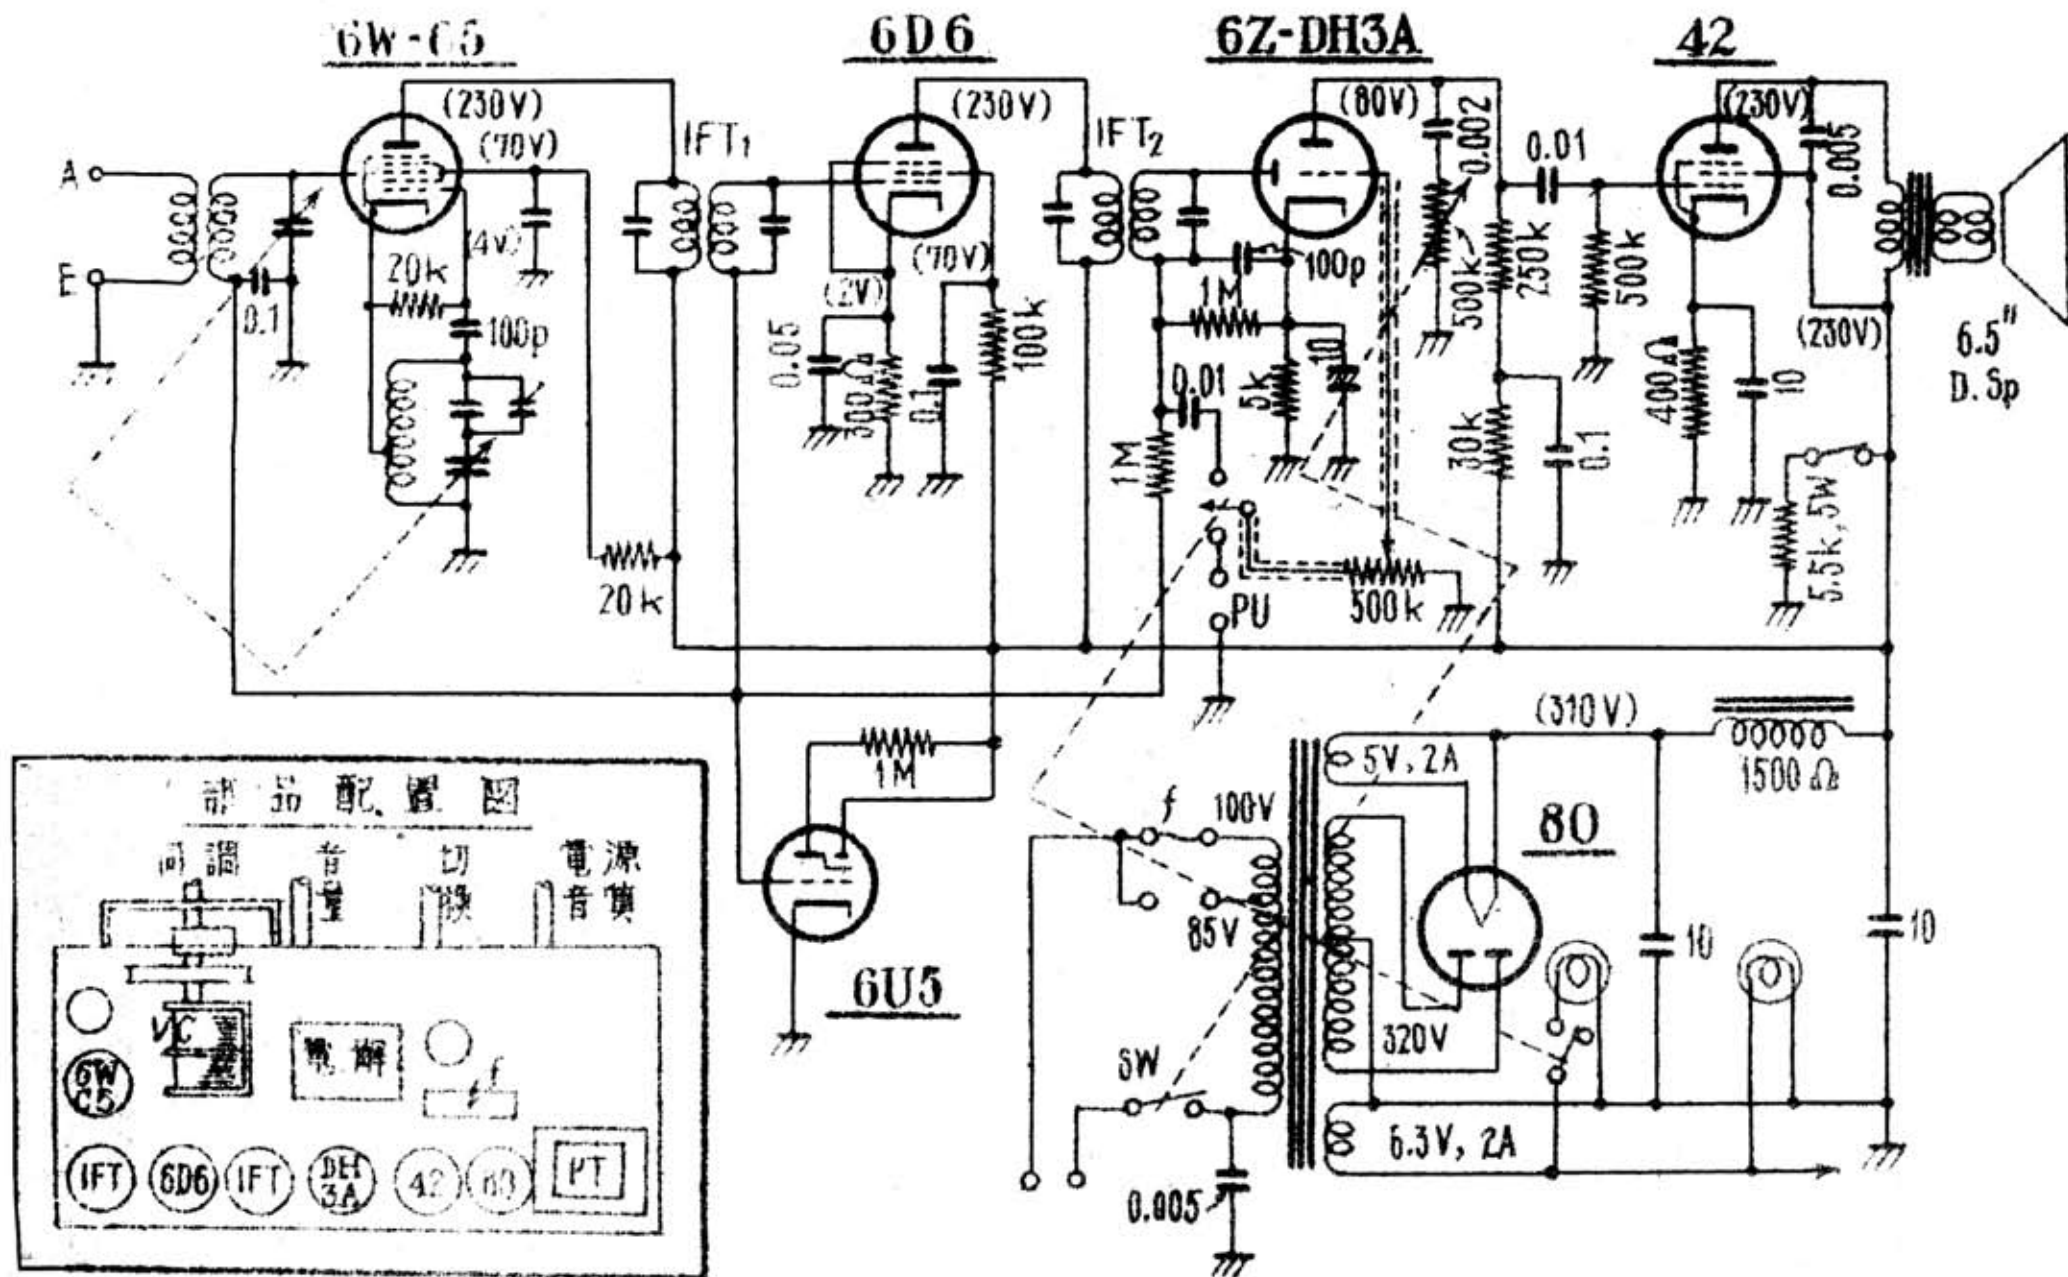 6W-C5
6D6
6Z-DH3A
42
(230V)
(70V)
(4V)
A
E
0.1
20k
100p
20k
IFT₁
(230V)
(70V)
(2V)
0.05
300Ω
0.1
100k
IFT₂
(80V)
100p
1M
0.01
5k
10
1M
PU
500k
0.002
500k
250k
30k
0.1
0.01
500k
(230V)
0.005
(230V)
400Ω
10
5.5k, 5W
6.5"
D. Sp
1M
6U5
f
100V
85V
SW
0.005
5V, 2A
320V
6.3V, 2A
80
(310V)
1500Ω
10
10
部品配置図
同調
音量
切換
電源
音質
VC
電解
f
6W
C5
IFT
6D6
IFT
DH
3A
42
80
PT